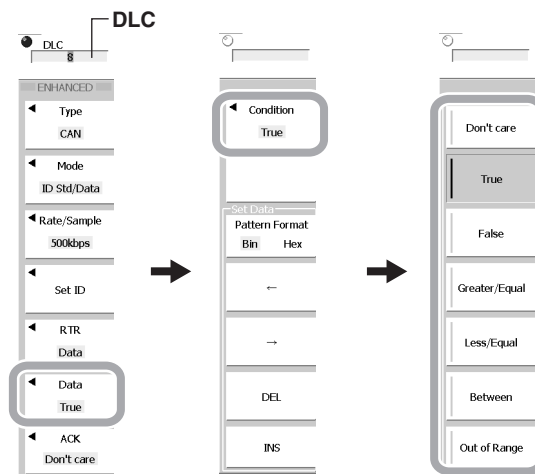 DLC
DLC
8
ENHANCED
Type
CAN
Mode
ID Std/Data
Rate/Sample
500kbps
Set ID
RTR
Data
Data
True
ACK
Don't care
Condition
True
Set Data
Pattern Format
Bin Hex
←
→
DEL
INS
Don't care
True
False
Greater/Equal
Less/Equal
Between
Out of Range